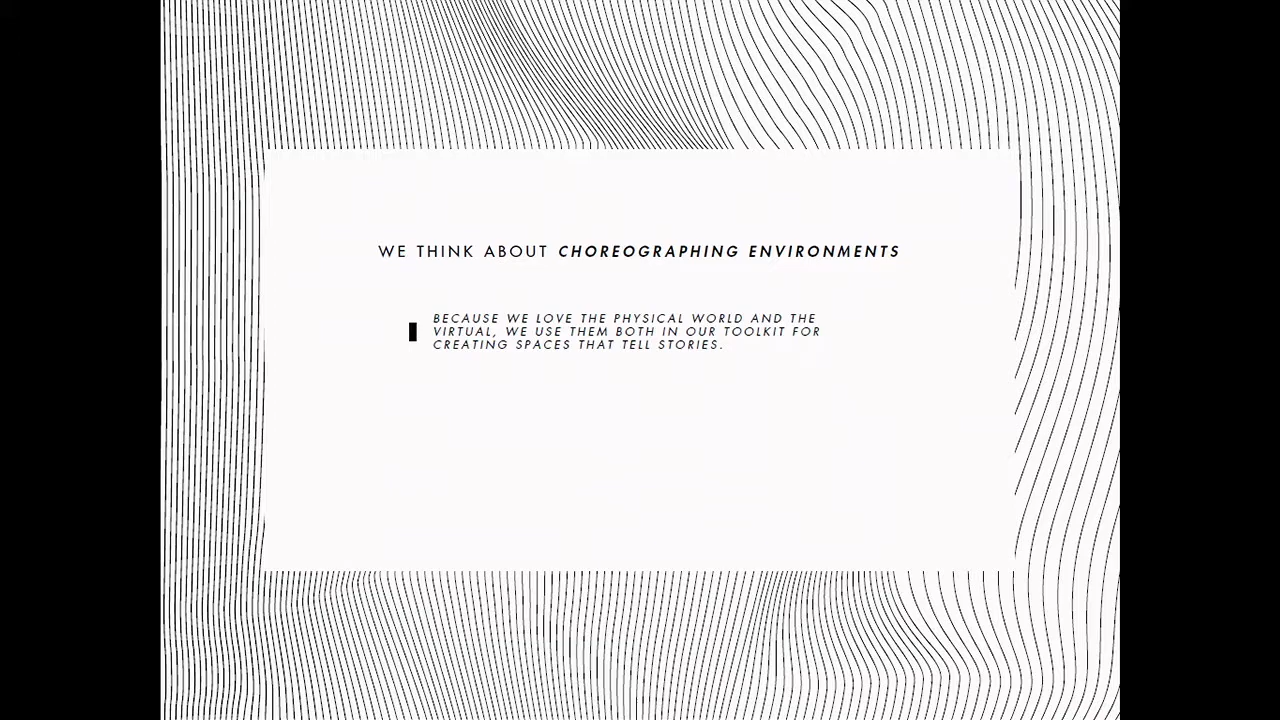 WE THINK ABOUT CHOREOGRAPHING ENVIRONMENTS
BECAUSE WE LOVE THE PHYSICAL WORLD AND THE
VIRTUAL, WE USE THEM BOTH IN OUR TOOLKIT FOR
CREATING SPACES THAT TELL STORIES.